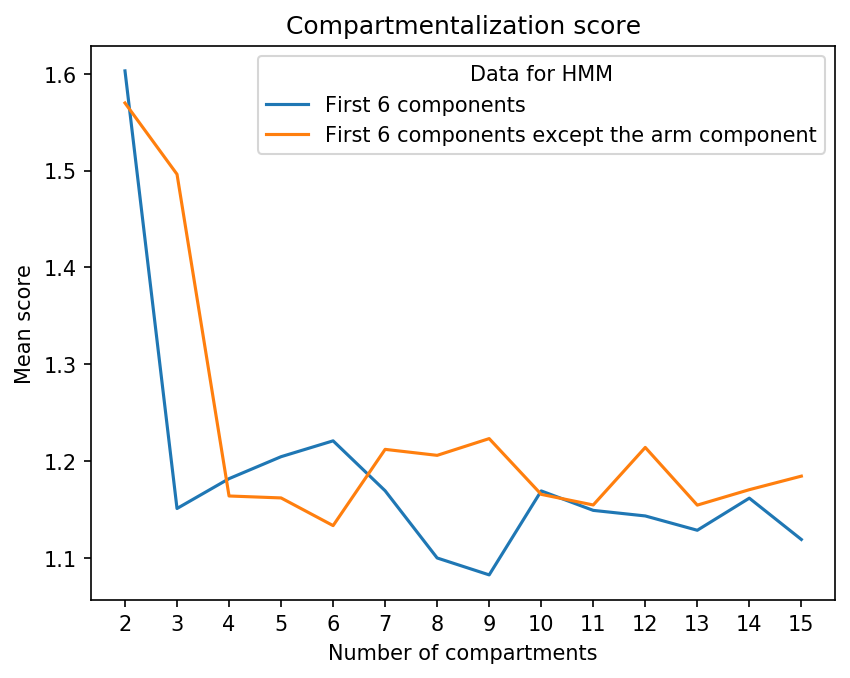 Compartmentalization score
Data for HMM
First 6 components
First 6 components except the arm component
Mean score
1.6
1.5
1.4
1.3
1.2
1.1
2 3 4 5 6 7 8 9 10 11 12 13 14 15
Number of compartments